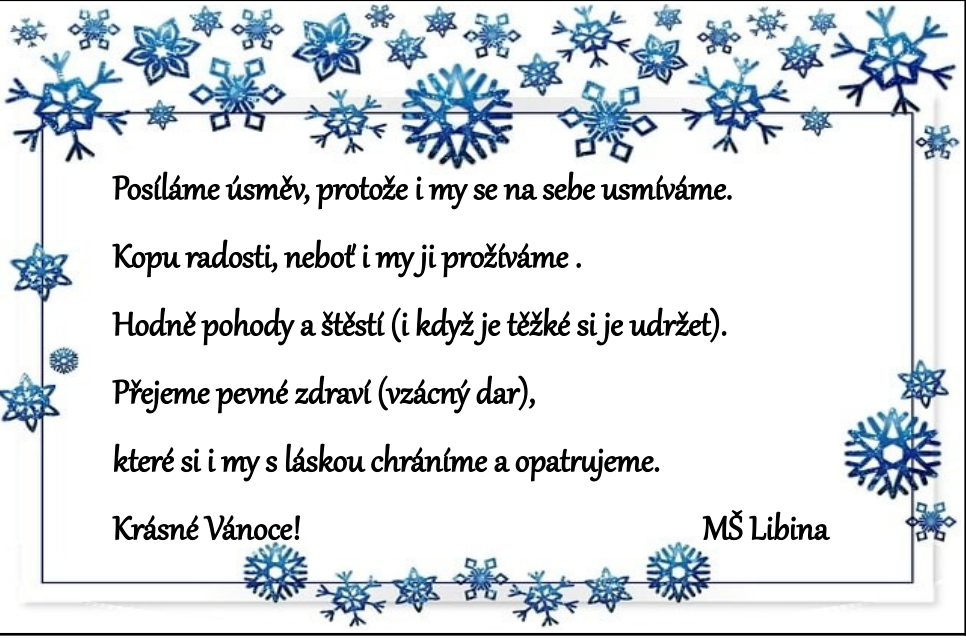 Posíláme úsměv, protože i my se na sebe usmíváme.
Kopu radosti, neboť i my ji prožíváme .
Hodně pohody a štěstí (i když je těžké si je udržet).
Přejeme pevné zdraví (vzácný dar),
které si i my s láskou chráníme a opatrujeme.
Krásné Vánoce! MŠ Libina